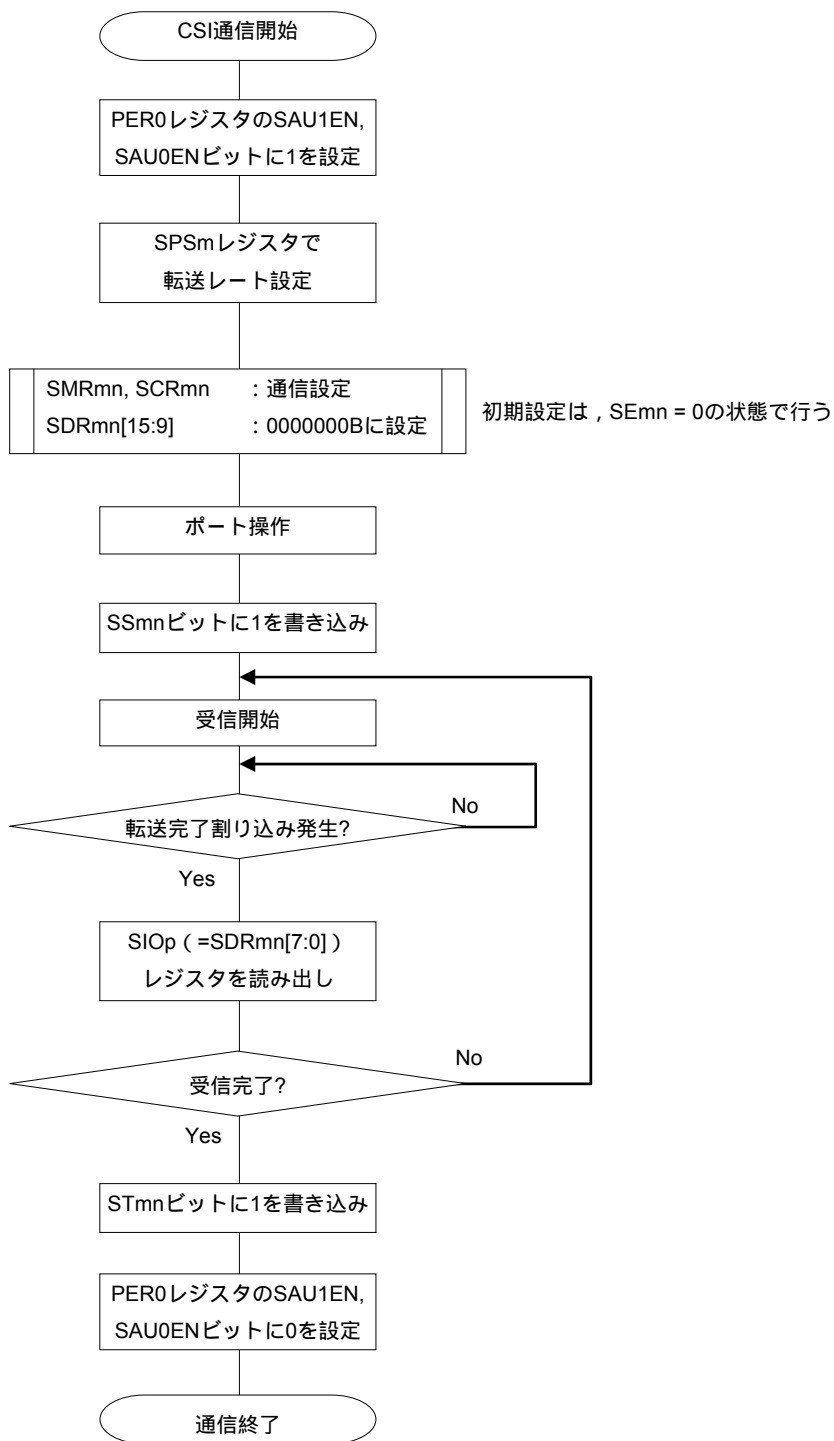 CSI通信開始
PER0レジスタのSAU1EN,
SAU0ENビットに1を設定
SPSmレジスタで
転送レート設定
SMRmn, SCRmn ：通信設定
SDRmn[15:9] ：0000000Bに設定
初期設定は，SEmn = 0の状態で行う
ポート操作
SSmnビットに1を書き込み
受信開始
No
転送完了割り込み発生?
Yes
SIOp（=SDRmn[7:0]）
レジスタを読み出し
No
受信完了?
Yes
STmnビットに1を書き込み
PER0レジスタのSAU1EN,
SAU0ENビットに0を設定
通信終了